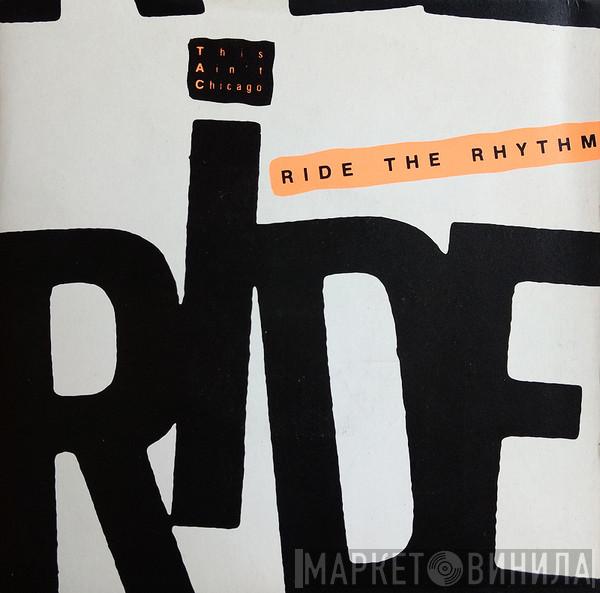 This
Ain't
Chicago
RIDE THE RHYTHM
RiDE
МАРКЕТ ВИНИЛА